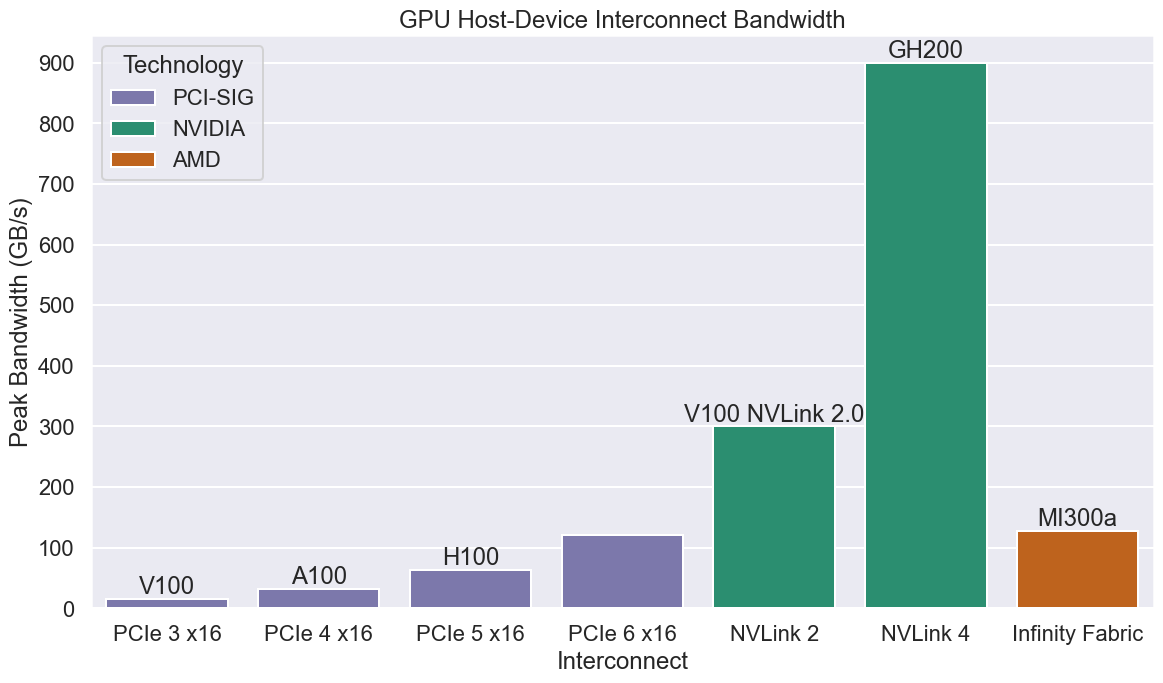 GPU Host-Device Interconnect Bandwidth
Technology
PCI-SIG
NVIDIA
AMD
Peak Bandwidth (GB/s)
900
800
700
600
500
400
300
200
100
0
V100
A100
H100
V100 NVLink 2.0
GH200
MI300a
PCIe 3 x16
PCIe 4 x16
PCIe 5 x16
PCIe 6 x16
NVLink 2
NVLink 4
Infinity Fabric
Interconnect